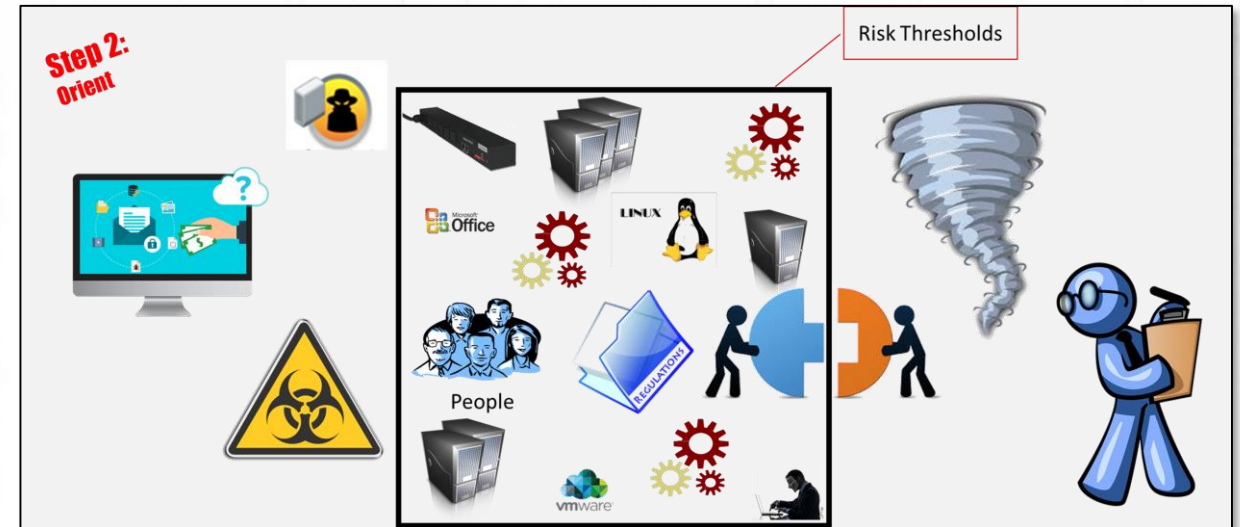 Step 2:
Orient
Risk Thresholds
?
$
Microsoft
Office
LINUX
REGULATIONS
People
vmware